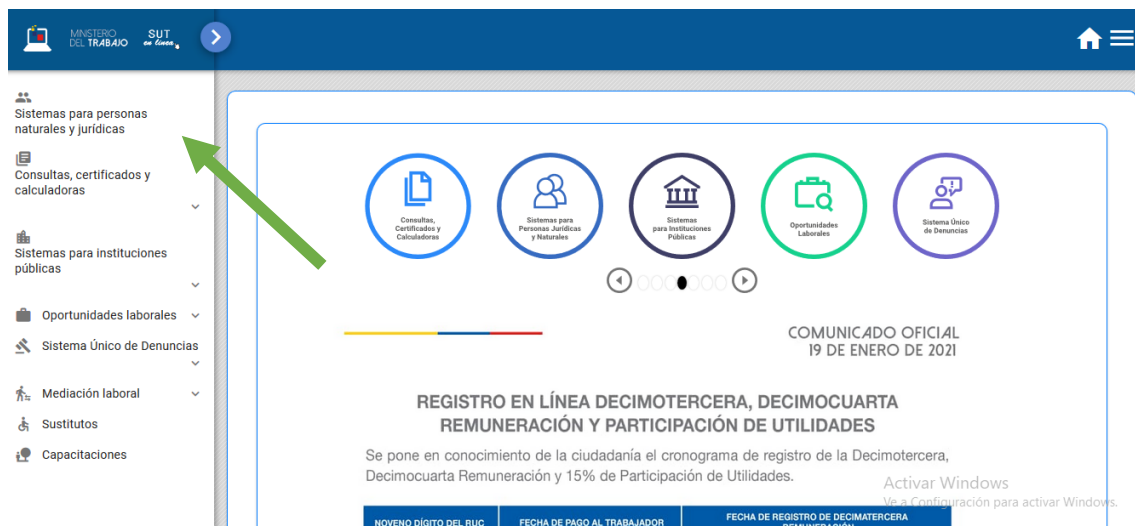 MINISTERIO
DEL TRABAJO
SUT
en línea
Sistemas para personas
naturales y jurídicas
Consultas, certificados y
calculadoras
Sistemas para instituciones
públicas
Oportunidades laborales
Sistema Único de Denuncias
Mediación laboral
Sustitutos
Capacitaciones
Consultas,
Certificados y
Calculadoras
Sistemas para
Personas Jurídicas
y Naturales
Sistemas
para Instituciones
Públicas
Oportunidades
Laborales
Sistema Único
de Denuncias
COMUNICADO OFICIAL
19 DE ENERO DE 2021
REGISTRO EN LÍNEA DECIMOTERCERA, DECIMOCUARTA
REMUNERACIÓN Y PARTICIPACIÓN DE UTILIDADES
Se pone en conocimiento de la ciudadanía el cronograma de registro de la Decimotercera,
Decimocuarta Remuneración y 15% de Participación de Utilidades.
Activar Windows
Ve a Configuración para activar Windows.
NOVENO DÍGITO DEL RUC
FECHA DE PAGO AL TRABAJADOR
FECHA DE REGISTRO DE DECIMATERCERA
REMUNERACIÓN